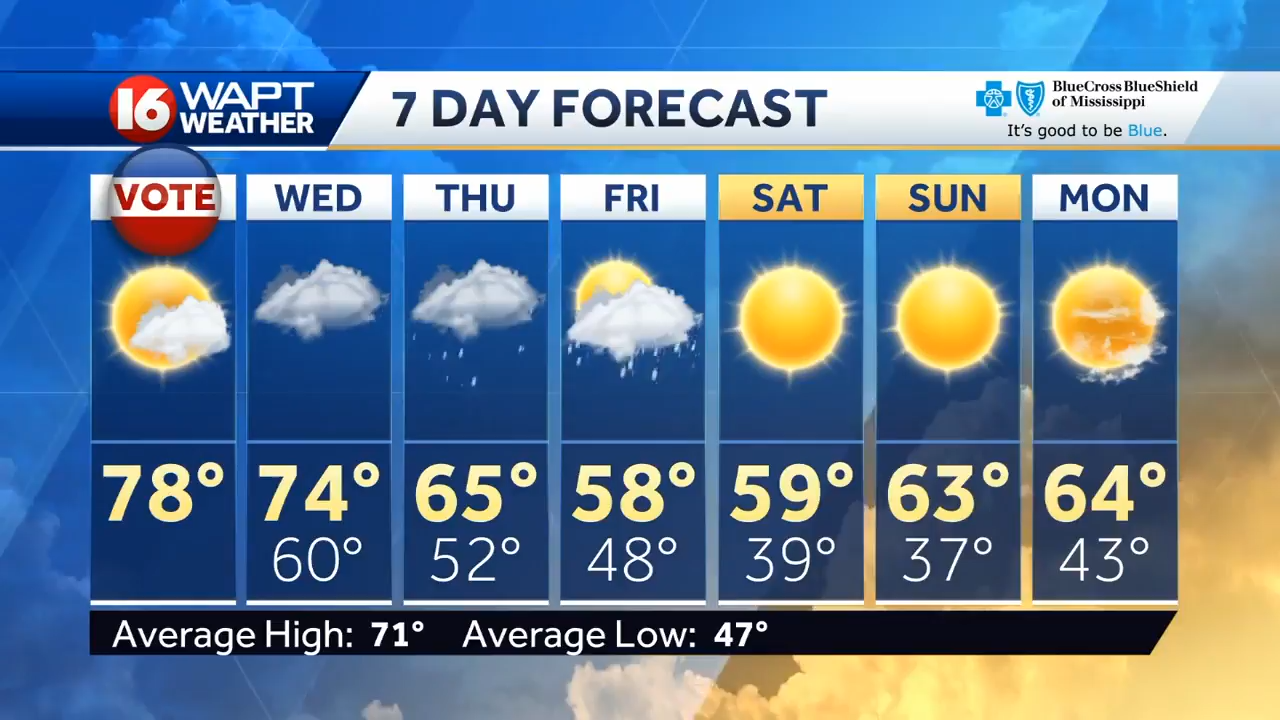 16 WAPT WEATHER
7 DAY FORECAST
BlueCross BlueShield
of Mississippi
It's good to be Blue.
VOTE WED THU FRI SAT SUN MON
78° 74° 65° 58° 59° 63° 64°
60° 52° 48° 39° 37° 43°
Average High: 71° Average Low: 47°